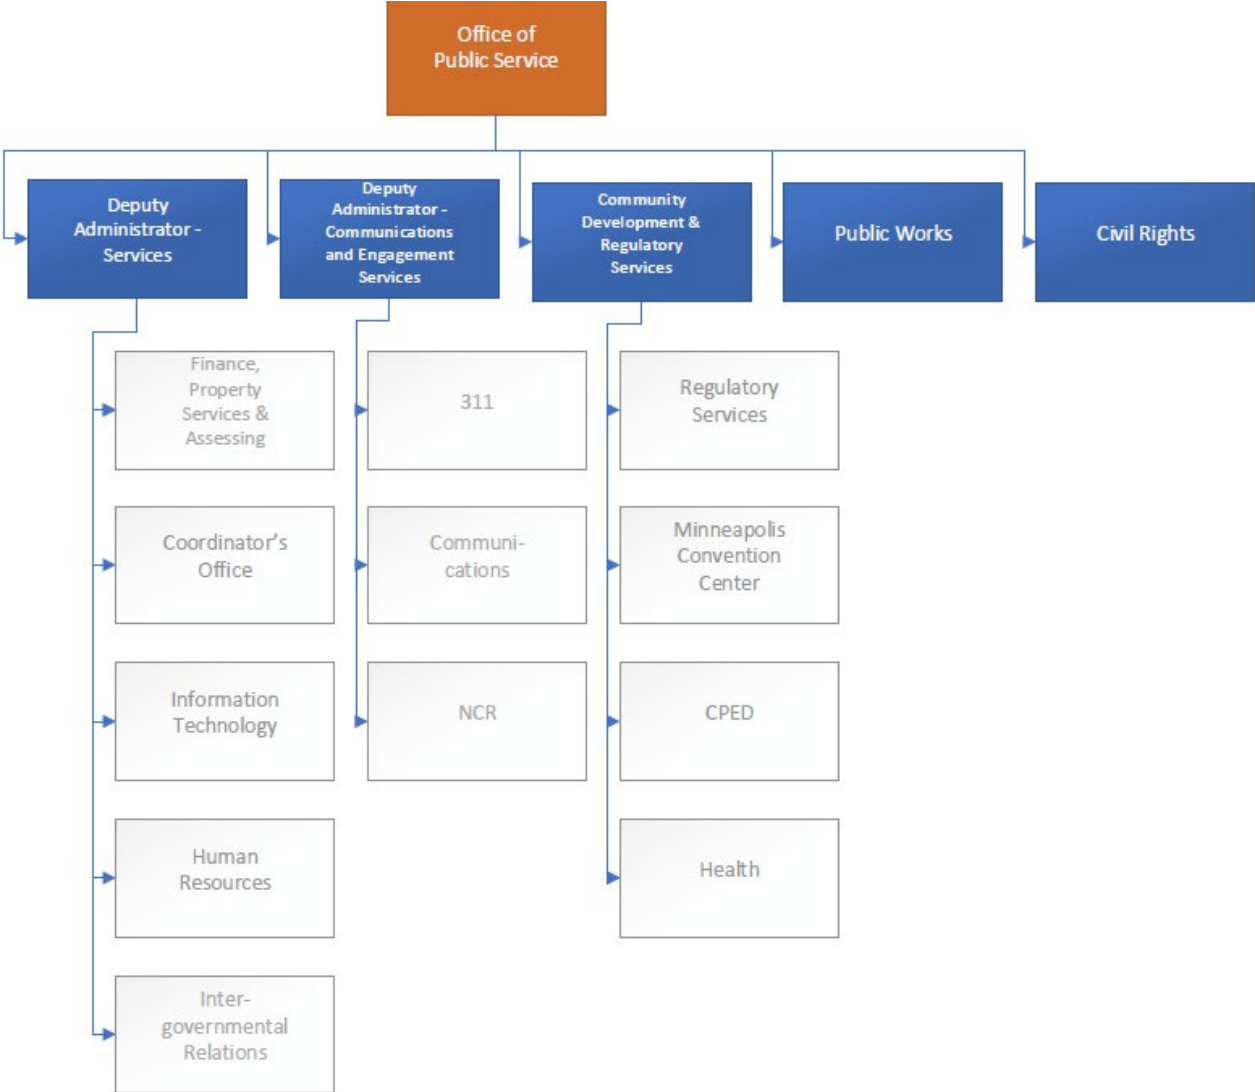 Office of
Public Service
Deputy
Administrator -
Services
Deputy
Administrator -
Communications
and Engagement
Services
Community
Development &
Regulatory
Services
Public Works
Civil Rights
Finance,
Property
Services &
Assessing
311
Regulatory
Services
Coordinator's
Office
Communi-
cations
Minneapolis
Convention
Center
Information
Technology
NCR
CPED
Human
Resources
Health
Inter-
governmental
Relations